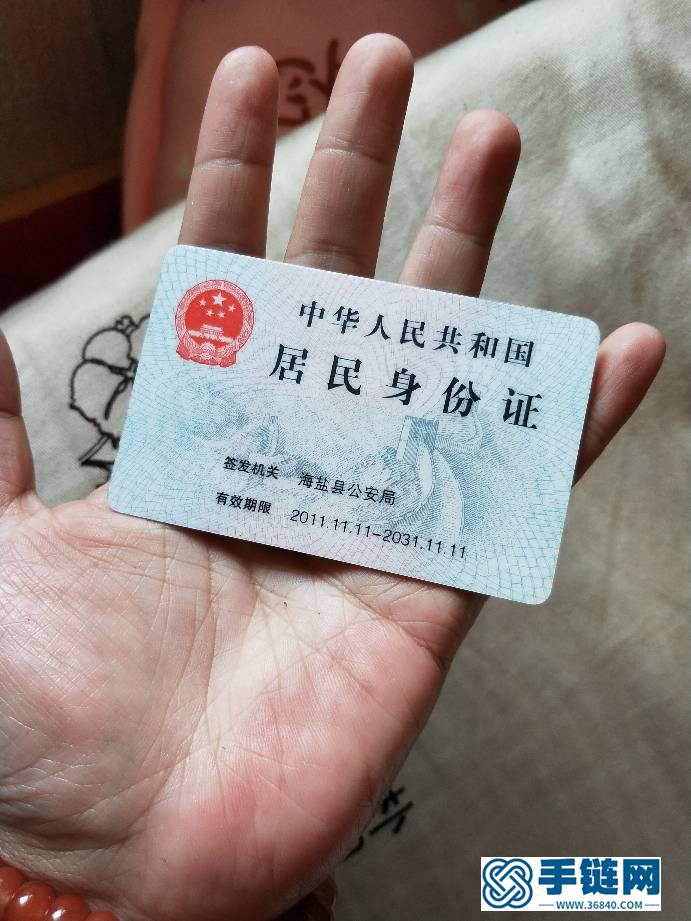 中华人民共和国
居民身份证
签发机关 海盐县公安局
有效期限 2011.11.11-2031.11.11
手链网
www.36840.com